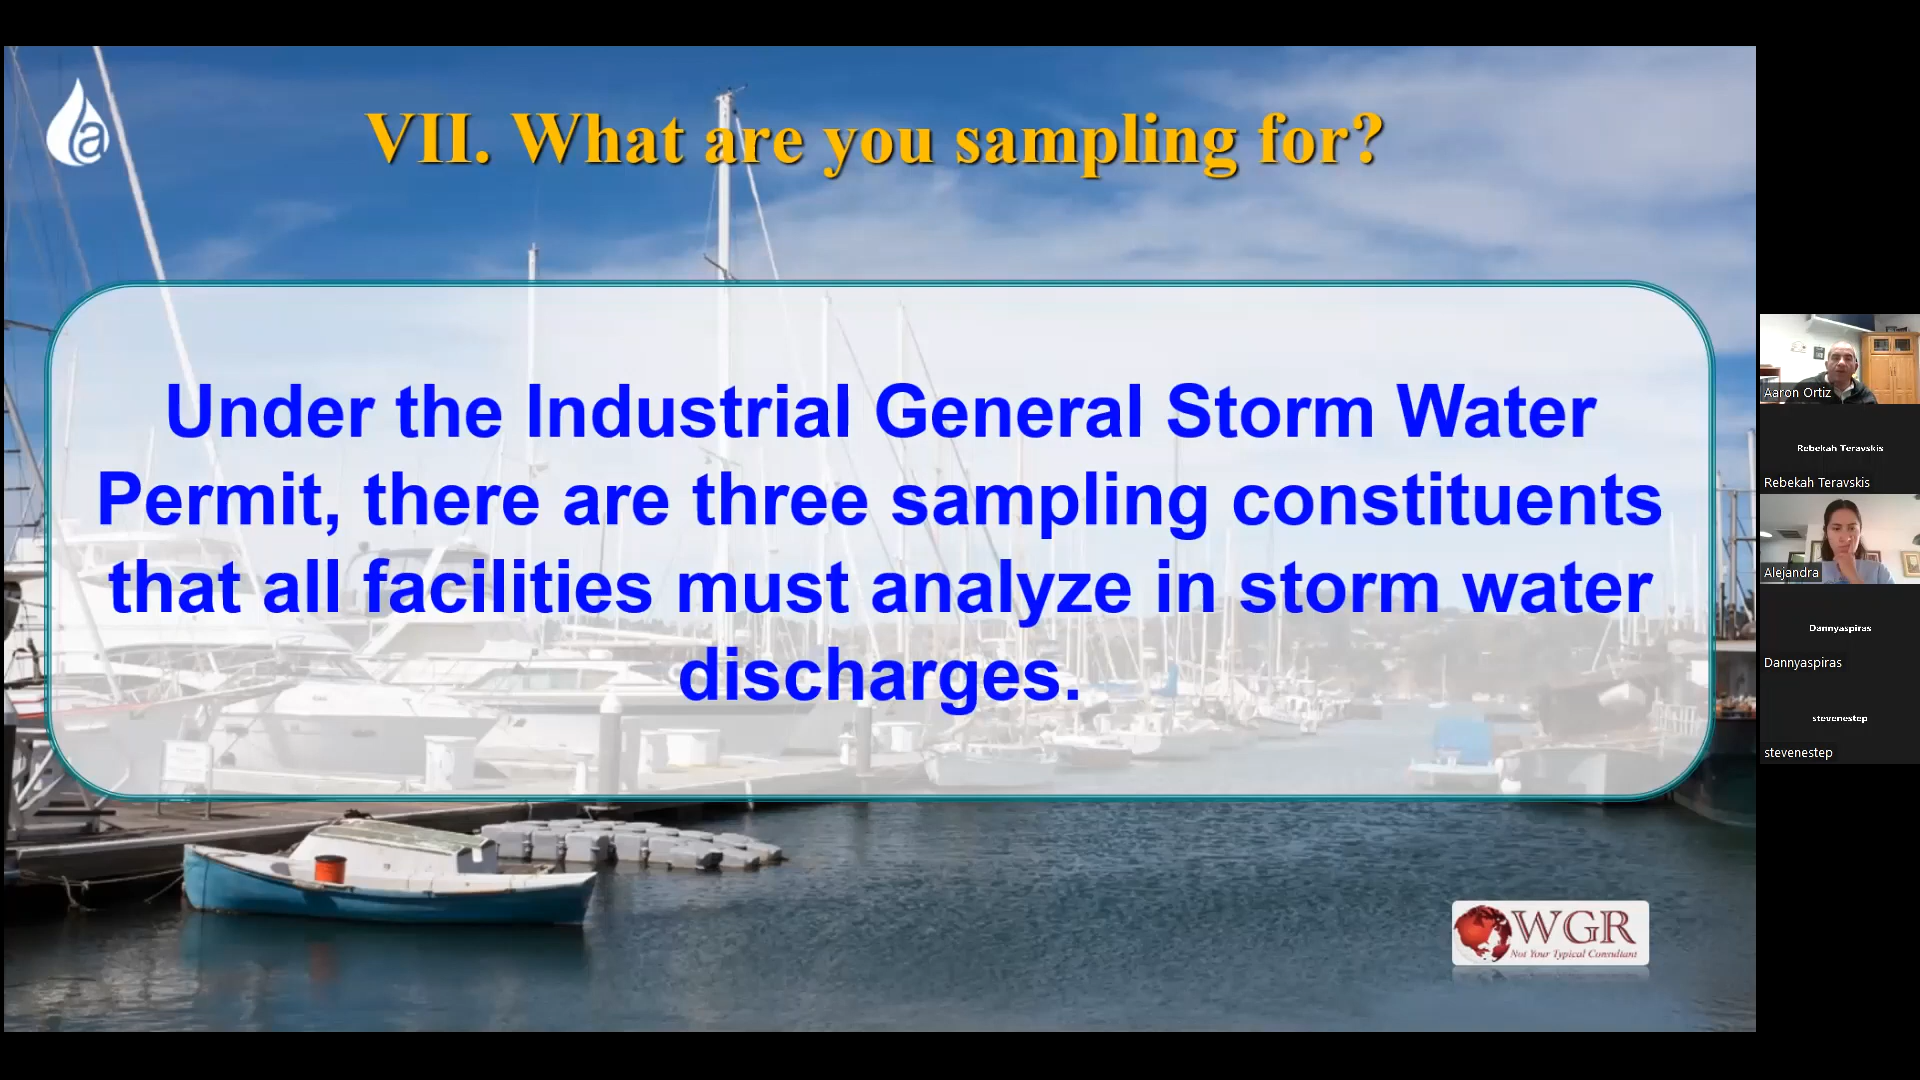 a
VII. What are you sampling for?
Under the Industrial General Storm Water
Permit, there are three sampling constituents
that all facilities must analyze in storm water
discharges.
WGR
Not Your Typical Consultant
Aaron Ortiz
Rebekah Teravskis
Rebekah Teravskis
Alejandra
Dannyaspiras
Dannyaspiras
stevenestep
stevenestep